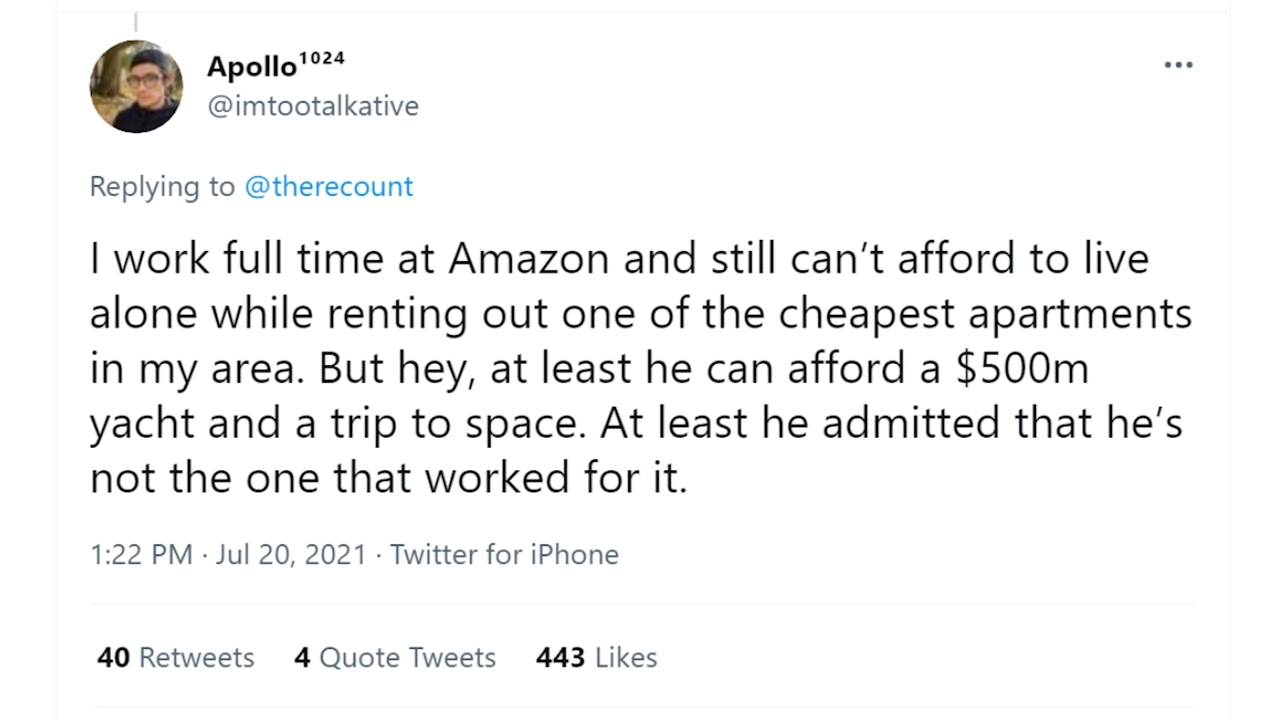 Apollo¹⁰²⁴
@imtootalkative
Replying to @therecount
I work full time at Amazon and still can’t afford to live
alone while renting out one of the cheapest apartments
in my area. But hey, at least he can afford a $500m
yacht and a trip to space. At least he admitted that he’s
not the one that worked for it.
1:22 PM · Jul 20, 2021 · Twitter for iPhone
40 Retweets 4 Quote Tweets 443 Likes